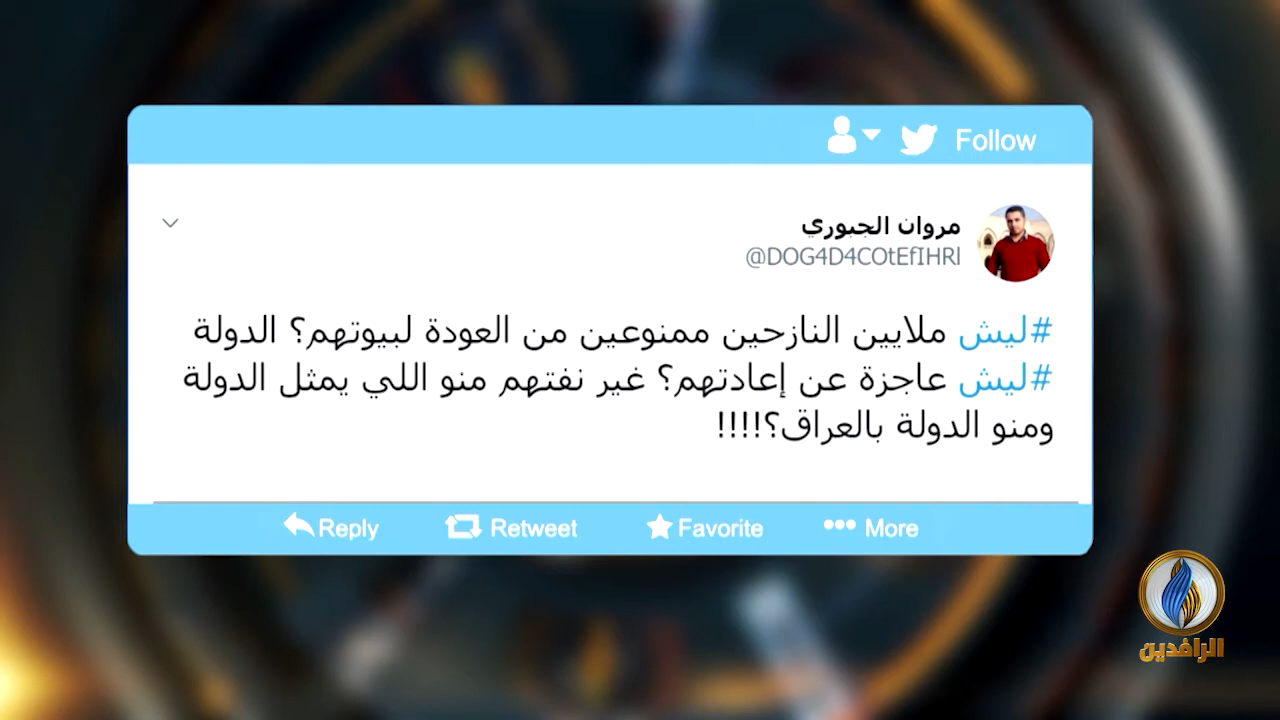 Follow
مروان الجبوري
@DOG4D4COtEfIHRl
#ليش ملايين النازحين ممنوعين من العودة لبيوتهم؟ الدولة
#ليش عاجزة عن إعادتهم؟ غير نفتهم منو اللي يمثل الدولة
ومنو الدولة بالعراق؟!!!!
Reply Retweet Favorite More
الرافدين